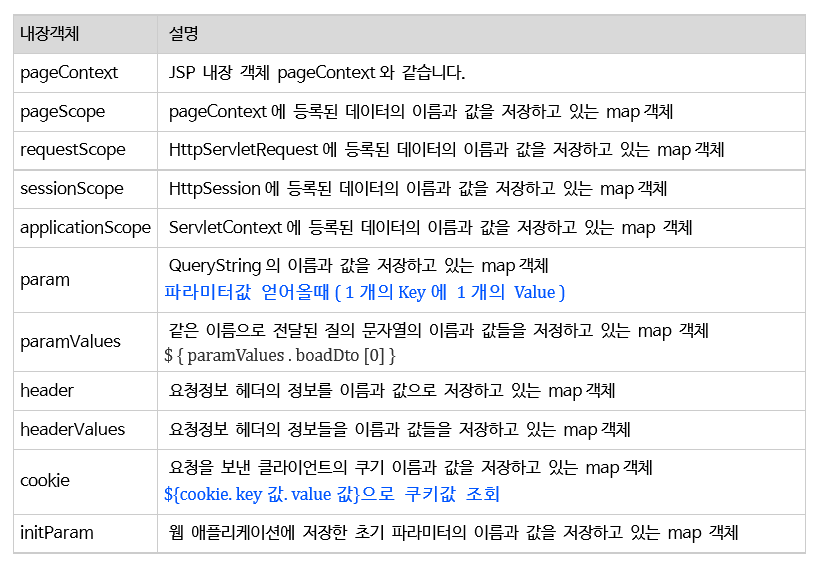 내장객체 설명
pageContext JSP 내장 객체 pageContext 와 같습니다.
pageScope pageContext 에 등록된 데이터의 이름과 값을 저장하고 있는 map 객체
requestScope HttpServletRequest 에 등록된 데이터의 이름과 값을 저장하고 있는 map 객체
sessionScope HttpSession 에 등록된 데이터의 이름과 값을 저장하고 있는 map 객체
applicationScope ServletContext 에 등록된 데이터의 이름과 값을 저장하고 있는 map 객체
param QueryString 의 이름과 값을 저장하고 있는 map 객체
파라미터값 얻어올때 ( 1 개의 Key 에 1 개의 Value )
paramValues 같은 이름으로 전달된 질의 문자열의 이름과 값들을 저정하고 있는 map 객체
$ { paramValues . boadDto [0] }
header 요청정보 헤더의 정보를 이름과 값으로 저장하고 있는 map 객체
headerValues 요청정보 헤더의 정보들을 이름과 값들을 저장하고 있는 map 객체
cookie 요청을 보낸 클라이언트의 쿠기 이름과 값을 저장하고 있는 map 객체
${cookie. key 값. value 값}으로 쿠키값 조회
initParam 웹 애플리케이션에 저장한 초기 파라미터의 이름과 값을 저장하고 있는 map 객체